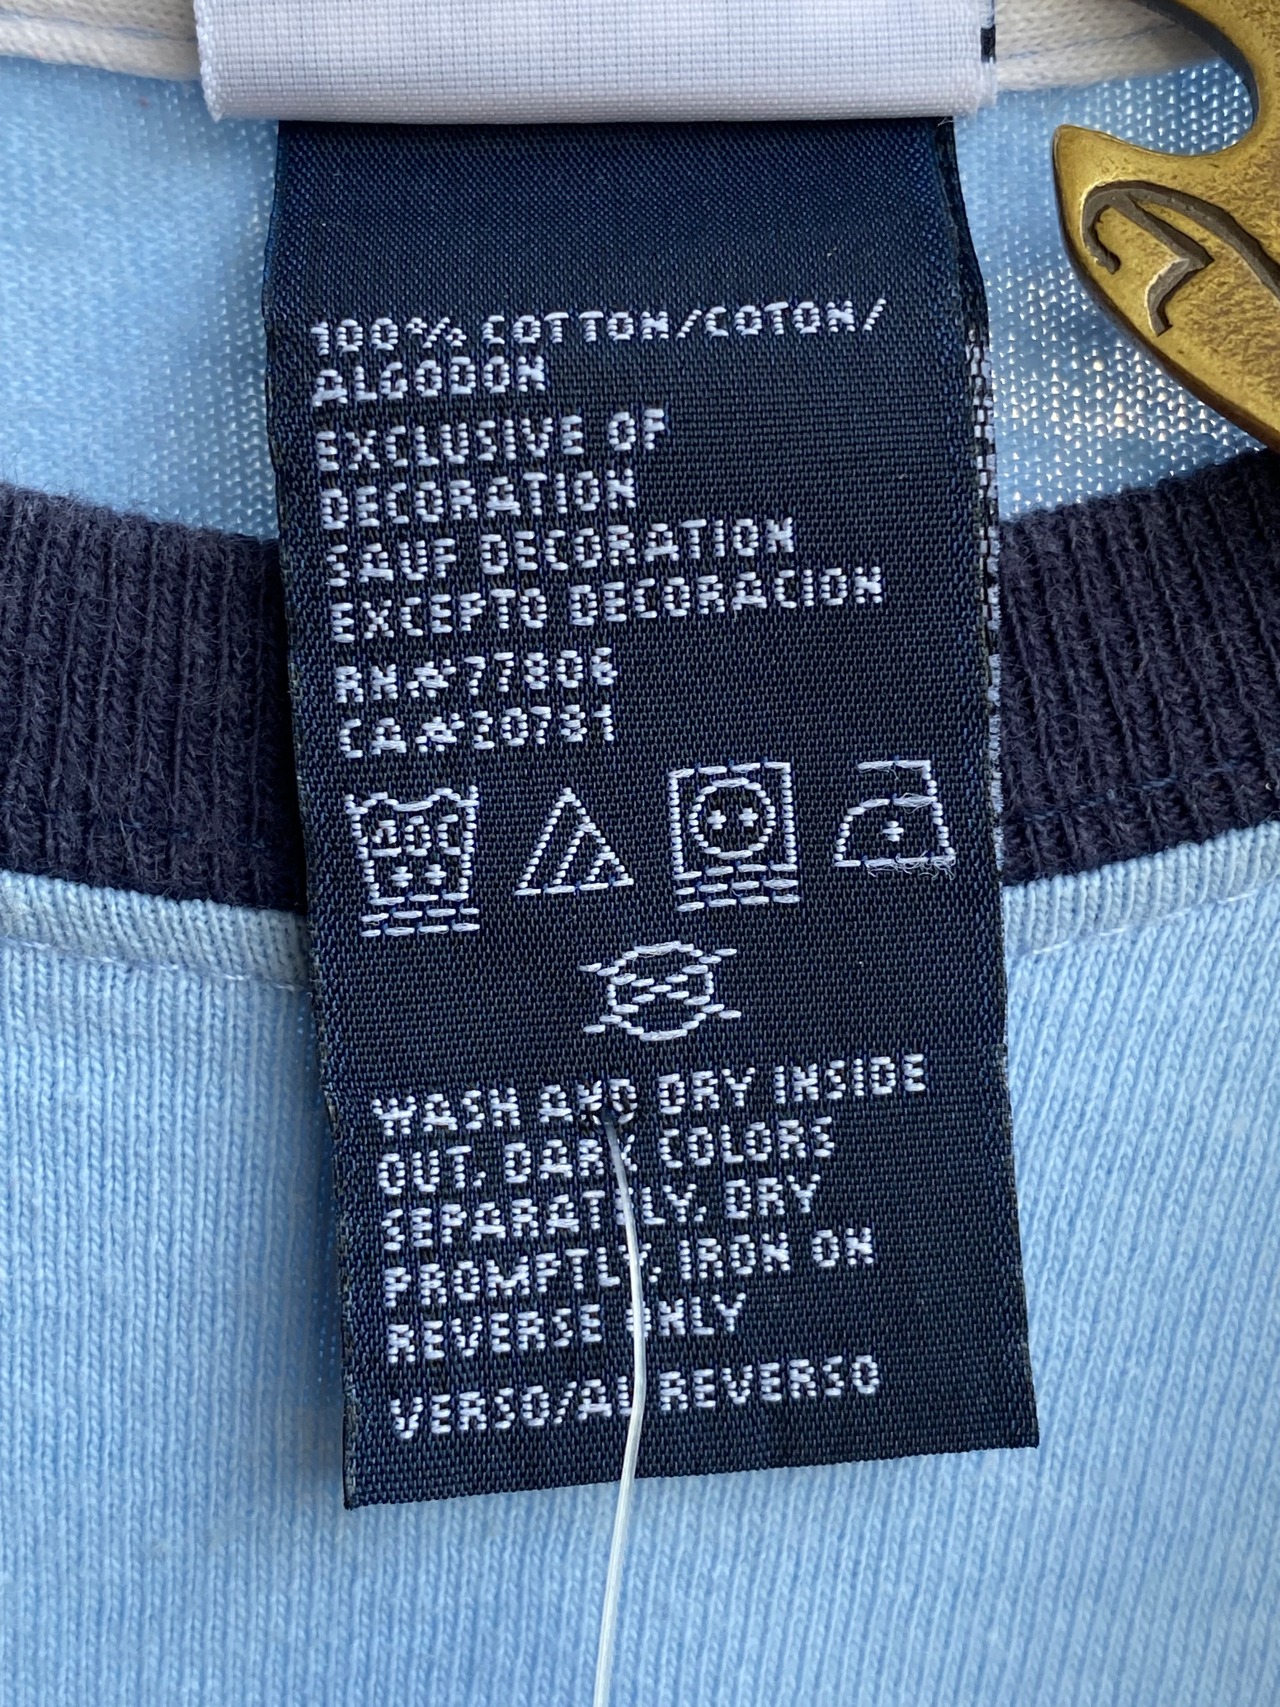 100% COTTON/COTON/
ALGODON
EXCLUSIVE OF
DECORATION
SAUF DECORATION
EXCEPTO DECORACION
RN#77806
CA#20781
WASH AND DRY INSIDE
OUT, DARK COLORS
SEPARATELY. DRY
PROMPTLY. IRON ON
REVERSE ONLY
VERSO/AL REVERSO